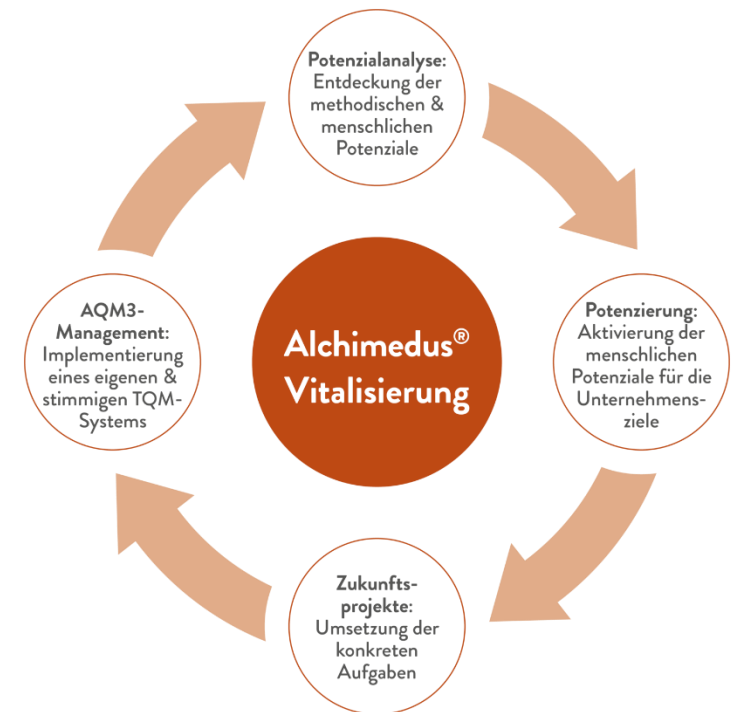 Potenzialanalyse:
Entdeckung der
methodischen &
menschlichen
Potenziale
Potenzierung:
Aktivierung der
menschlichen
Potenziale für die
Unternehmens-
ziele
Zukunfts-
projekte:
Umsetzung der
konkreten
Aufgaben
AQM3-
Management:
Implementierung
eines eigenen &
stimmigen TQM-
Systems
Alchimedus®
Vitalisierung